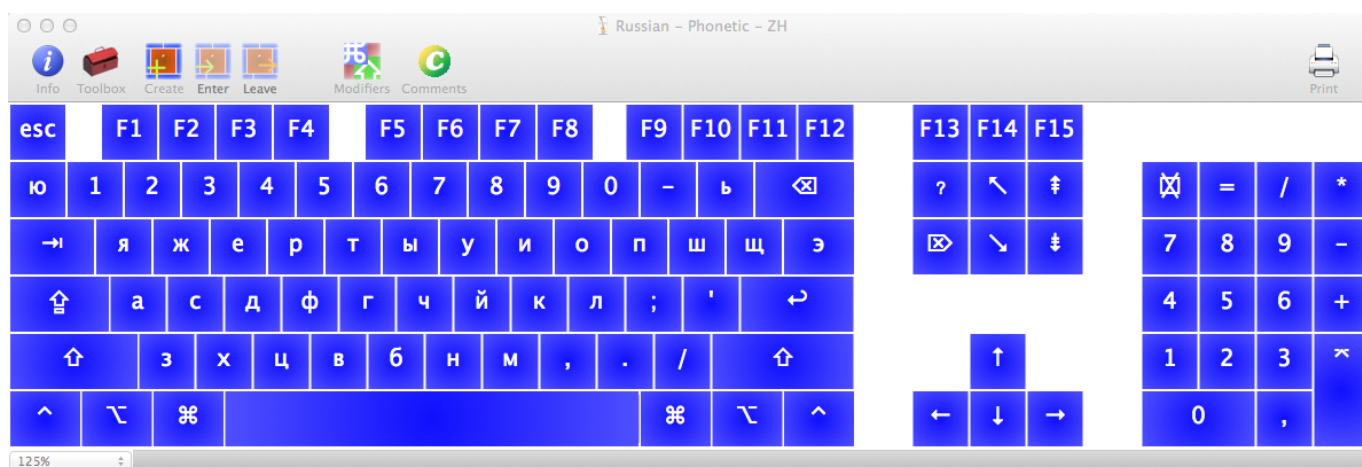 Russian – Phonetic – ZH
Info Toolbox Create Enter Leave Modifiers Comments Print
esc F1 F2 F3 F4 F5 F6 F7 F8 F9 F10 F11 F12 F13 F14 F15
ю 1 2 3 4 5 6 7 8 9 0 – ь ⌫ ? ↖ ⇞ = / *
⇥ я ж е р т ы у и о п ш щ э ⌦ ↘ ⇟ 7 8 9 –
⇪ а с д ф г ч й к л ; ' ↩ 4 5 6 +
⇧ з х ц в б н м , . / ⇧ ↑ 1 2 3 ⌤
^ ⌥ ⌘ ⌘ ⌥ ^ ← ↓ → 0 ,
125%